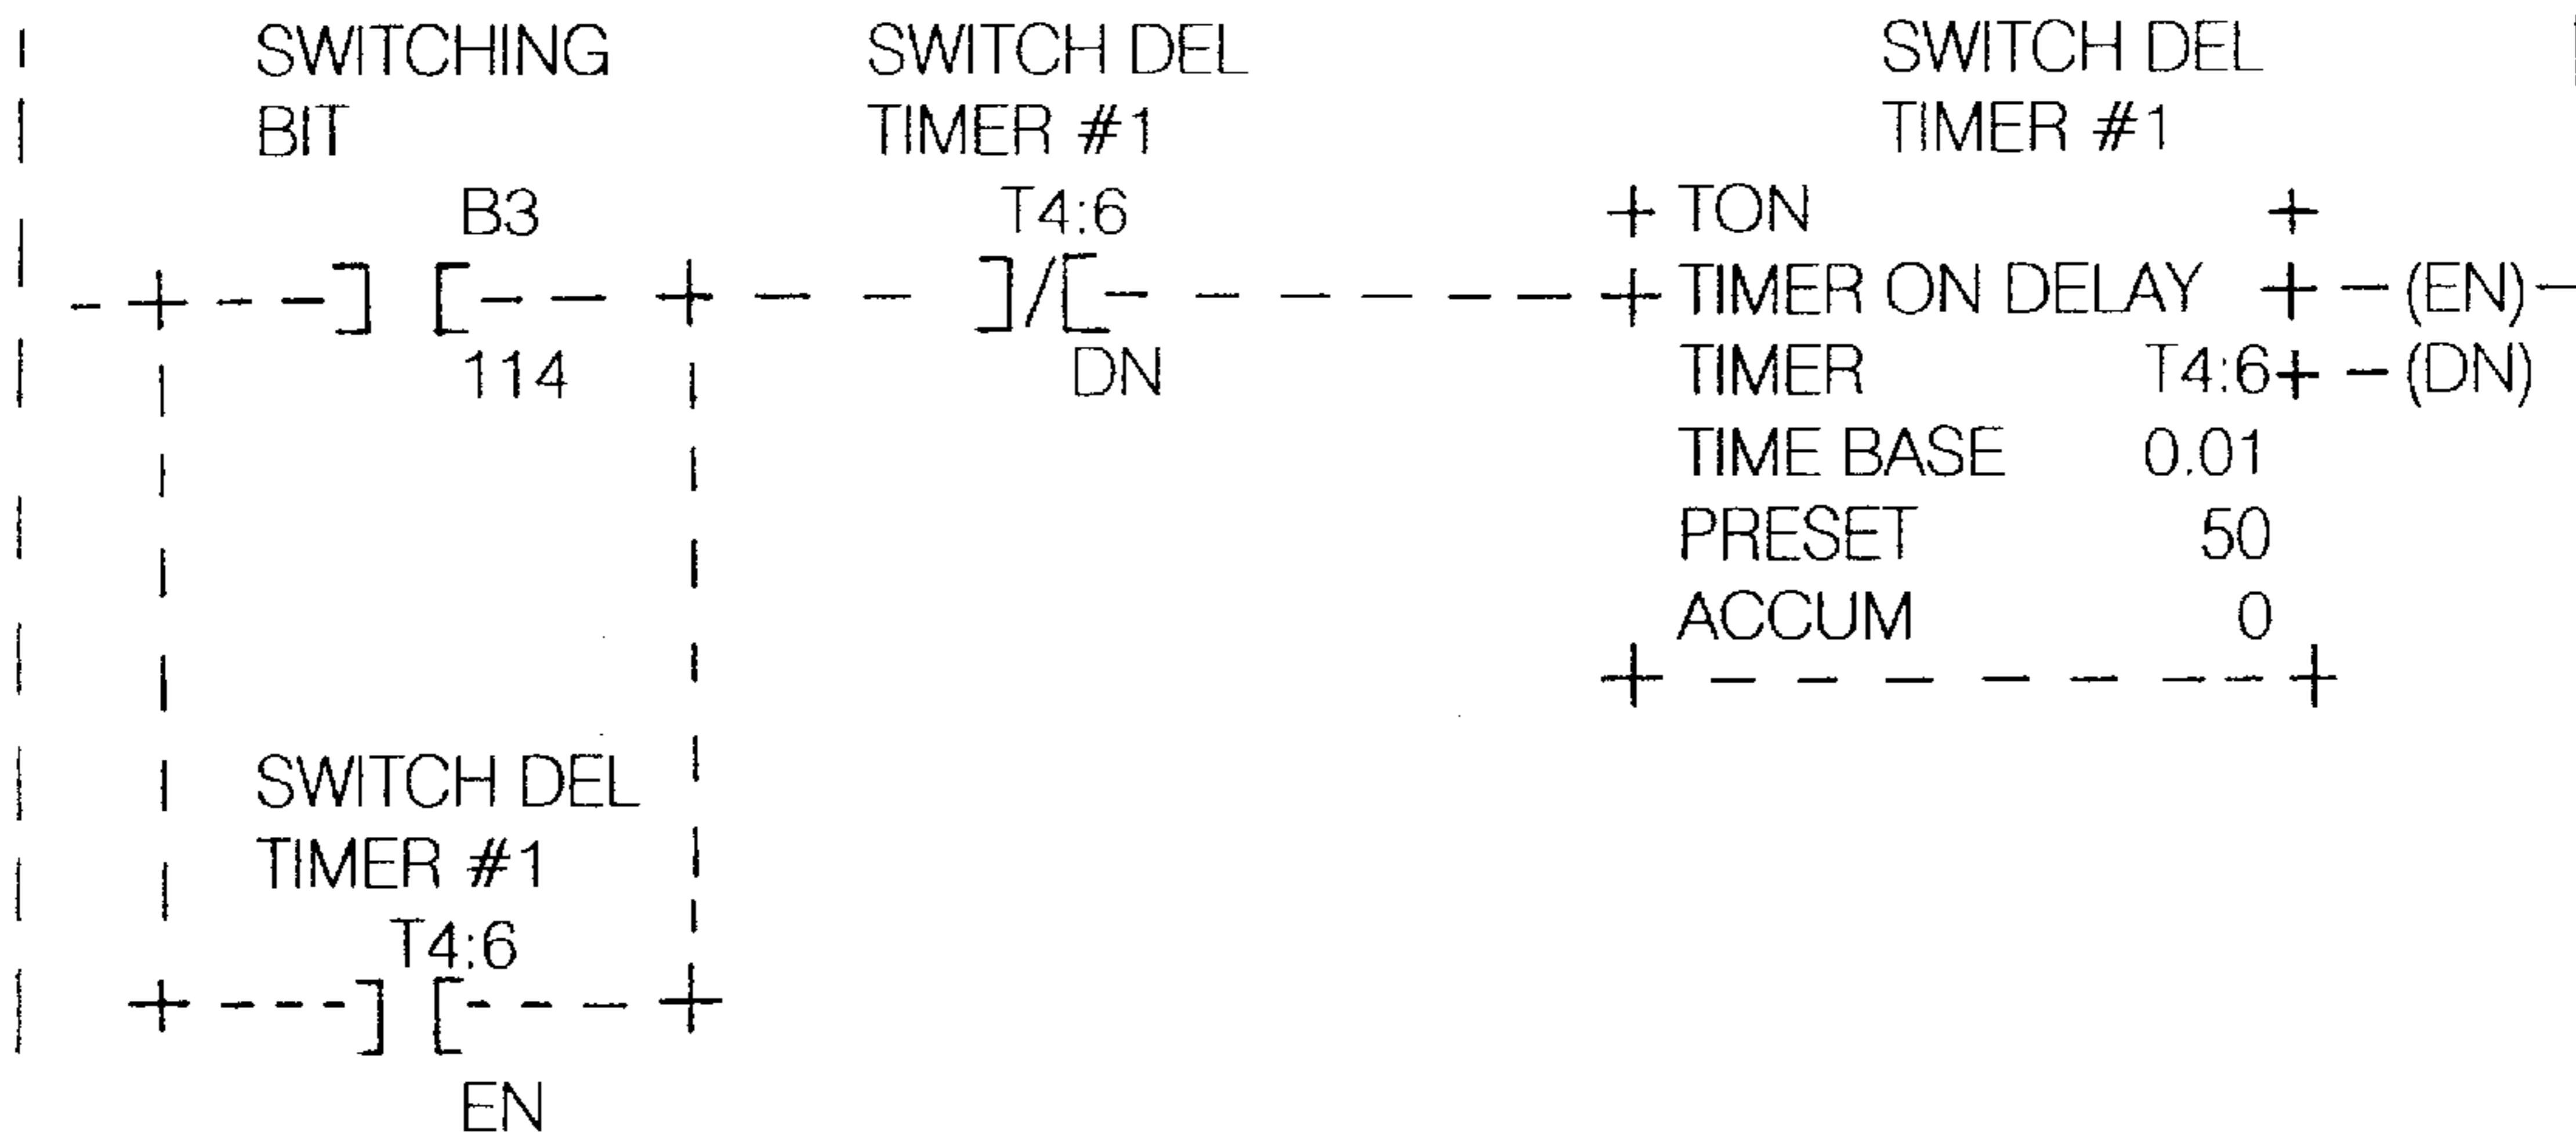 SWITCHING
BIT
B3
] [
114
SWITCH DEL
TIMER #1
T4:6
]/[
DN
SWITCH DEL
TIMER #1
TON
TIMER ON DELAY (EN)
TIMER T4:6 (DN)
TIME BASE 0.01
PRESET 50
ACCUM 0
SWITCH DEL
TIMER #1
T4:6
] [
EN